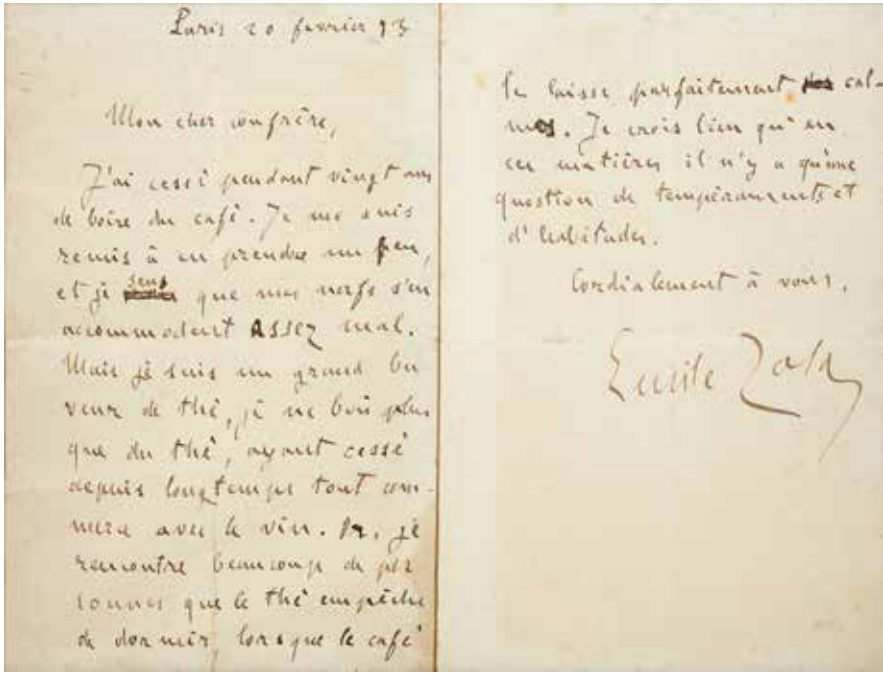 Paris 20 fevrier 93
Mon cher confrère,
J'ai cessé pendant vingt ans
de boire du café. Je me suis
remis à en prendre un peu,
et je sens que mes nerfs s'en
accommodent assez mal.
Mais je suis un grand bu
veur de thé, je ne bois plus
que du thé, ayant cessé
depuis longtemps tout com-
merce avec le vin. Or, je
rencontre beaucoup de per
sonnes que le thé empêche
de dormir, lorsque le café
les laisse parfaitement cal-
mes. Je crois bien qu'en
ces matières il n'y a qu'une
question de tempéraments et
d'habitudes.
Cordialement à vous.
Emile Zola